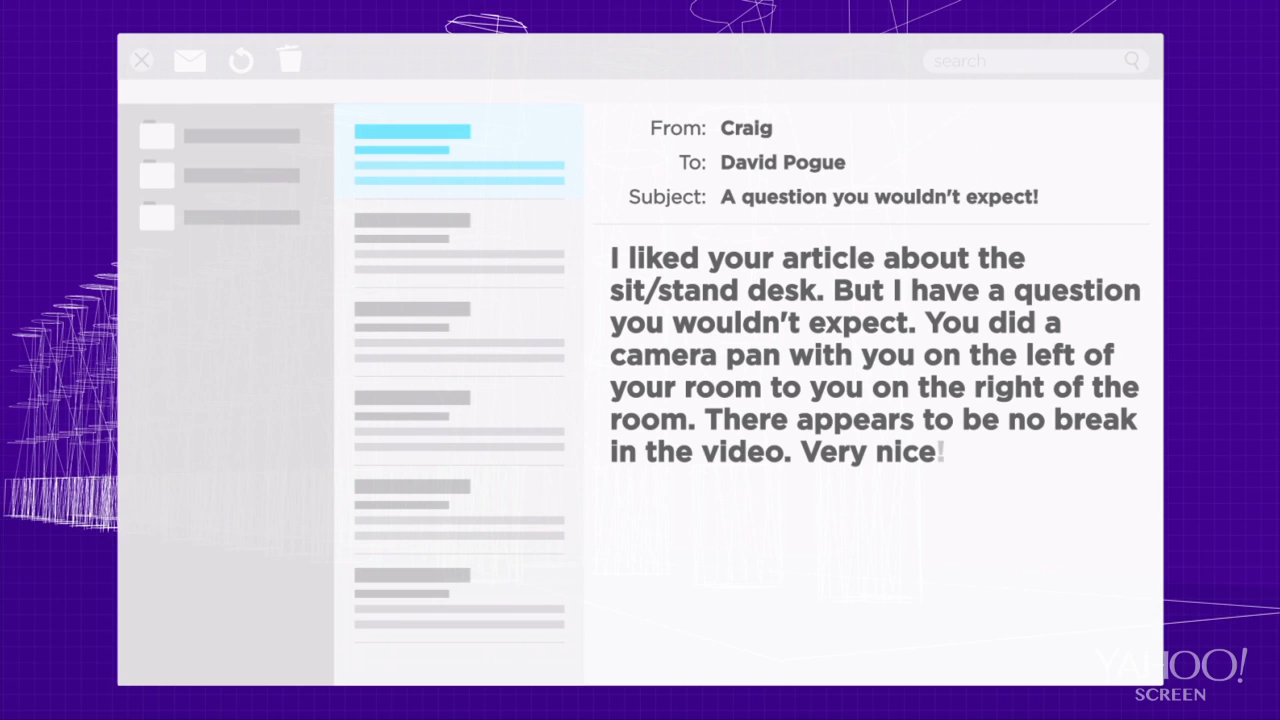 search
From: Craig
To: David Pogue
Subject: A question you wouldn't expect!
I liked your article about the
sit/stand desk. But I have a question
you wouldn't expect. You did a
camera pan with you on the left of
your room to you on the right of the
room. There appears to be no break
in the video. Very nice!
YAHOO!
SCREEN